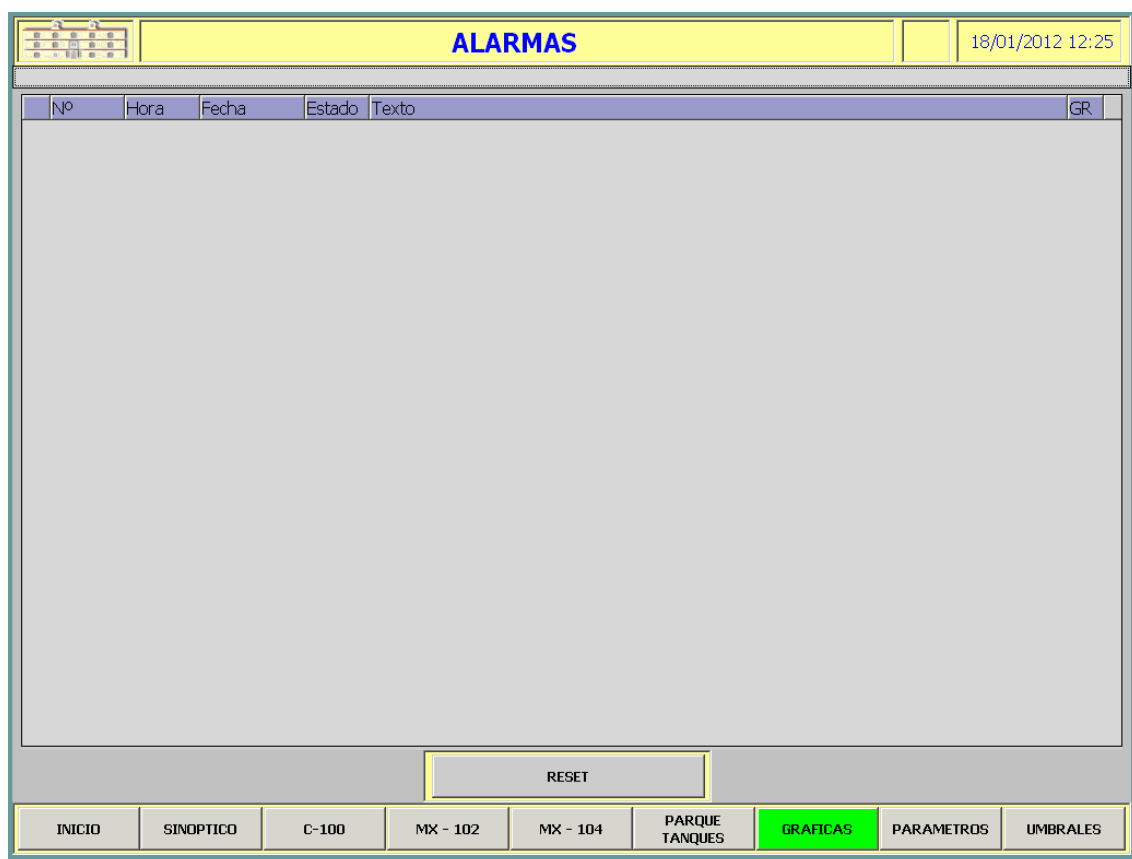 ALARMAS
18/01/2012 12:25
Nº Hora Fecha Estado Texto GR
RESET
INICIO SINOPTICO C-100 MX - 102 MX - 104 PARQUE TANQUES GRAFICAS PARAMETROS UMBRALES